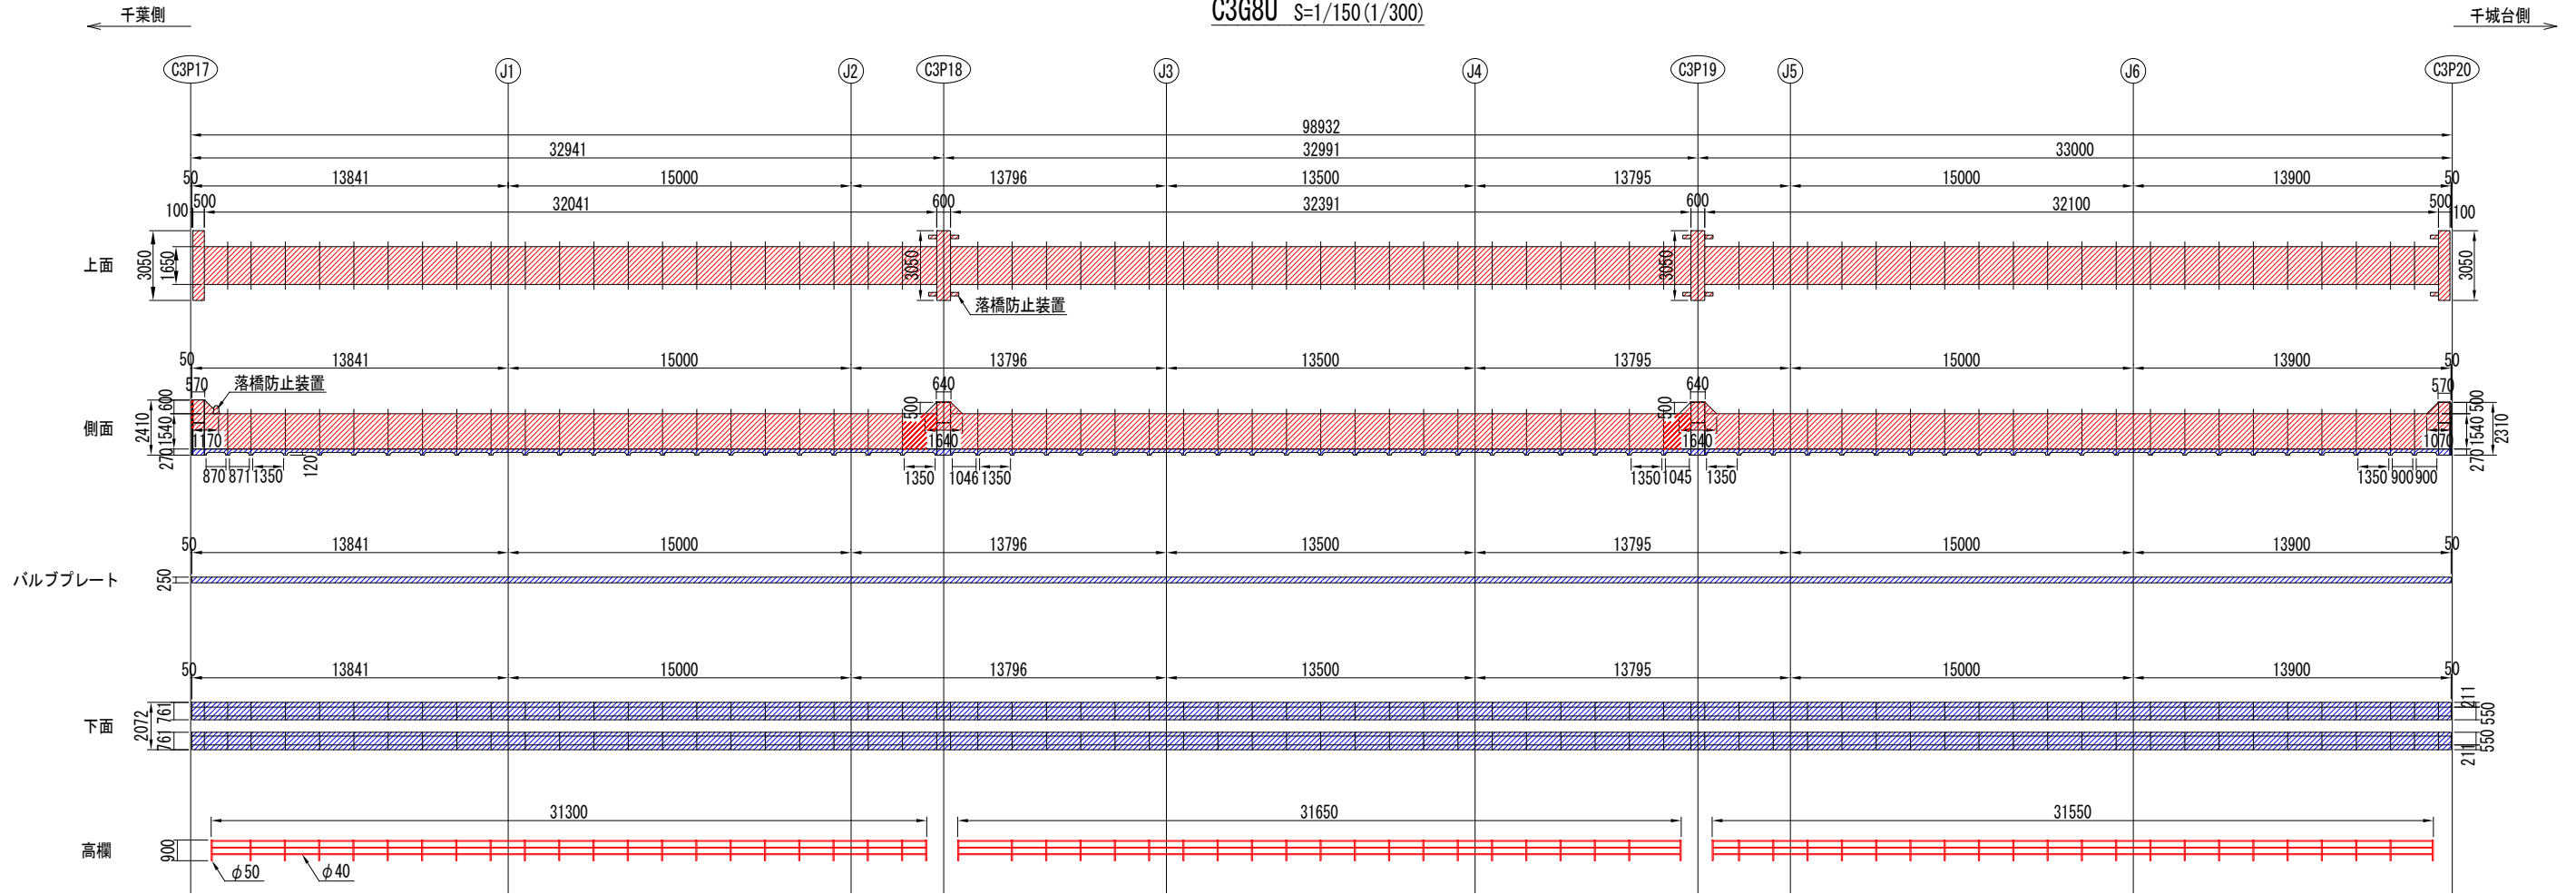 C3G8U S=1/150(1/300)
千葉側
千城台側
C3P17 J1 J2 C3P18 J3 J4 C3P19 J5 J6 C3P20
98932
32941 32991 33000
50 13841 15000 13796 13500 13795 15000 13900 50
100 500 32041 600 32391 600 32100 500 100
上面
3050 1650 3050 3050 3050
落橋防止装置
50 13841 15000 13796 13500 13795 15000 13900 50
570 落橋防止装置 640 640 570
側面
2410 600 1540 270 500 500 500 1540 270 2310
1170 1640 1640 1070
870 871 1350 120 1350 1046 1350 1350 1045 1350 1350 900 900
50 13841 15000 13796 13500 13795 15000 13900 50
バルブプレート
250
50 13841 15000 13796 13500 13795 15000 13900 50
下面
2072 761 761 211 550 550 211
31300 31650 31550
高欄
900
φ50 φ40